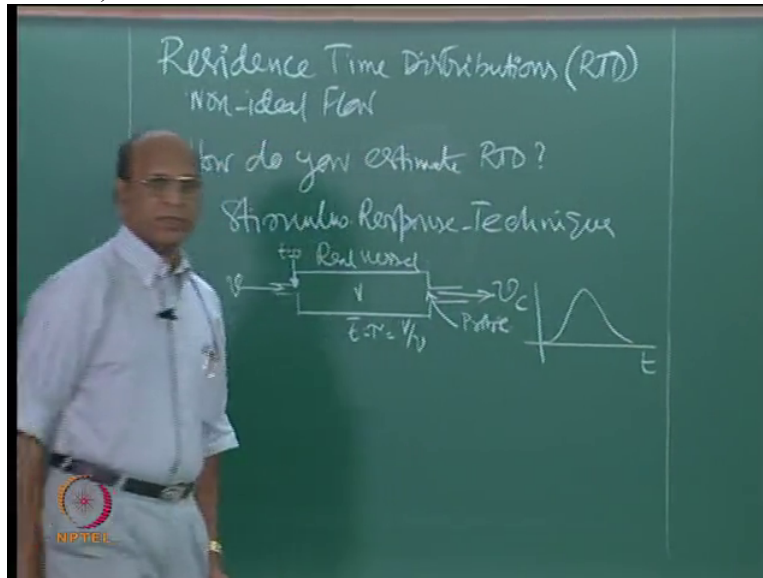 Residence Time Distributions (RTD)
Non-ideal Flow
How do you estimate RTD?
Stimulus-Response-Technique
t=0 Real vessel
v V v C
t̄ = τ = V/v Probe
t
NPTEL